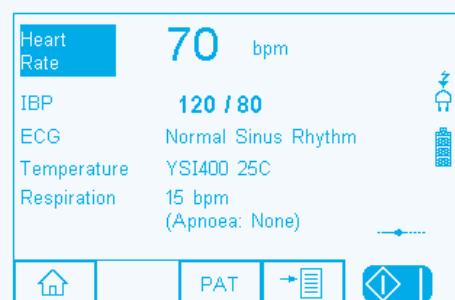 Heart Rate 70 bpm
IBP 120 / 80
ECG Normal Sinus Rhythm
Temperature YSI400 25C
Respiration 15 bpm
(Apnoea: None)
PAT